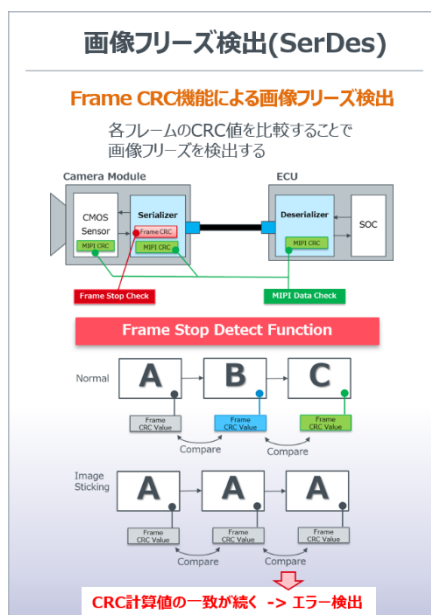 画像フリーズ検出(SerDes)
Frame CRC機能による画像フリーズ検出
各フレームのCRC値を比較することで
画像フリーズを検出する
Camera Module
ECU
CMOS
Sensor
MIPI CRC
Serializer
Frame CRC
MIPI CRC
Deserializer
MIPI CRC
SOC
Frame Stop Check
MIPI Data Check
Frame Stop Detect Function
Normal
A
B
C
Frame
CRC Value
Frame
CRC Value
Frame
CRC Value
Compare
Compare
Image
Sticking
A
A
A
Frame
CRC Value
Frame
CRC Value
Frame
CRC Value
Compare
Compare
CRC計算値の一致が続く -> エラー検出